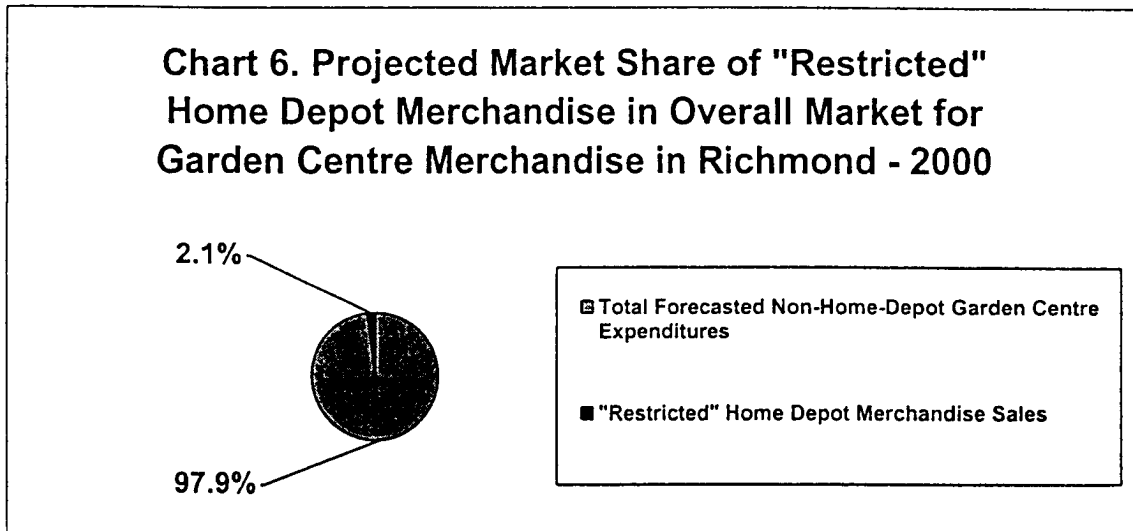 Chart 6. Projected Market Share of "Restricted"
Home Depot Merchandise in Overall Market for
Garden Centre Merchandise in Richmond - 2000
2.1%
97.9%
Total Forecasted Non-Home-Depot Garden Centre
Expenditures
"Restricted" Home Depot Merchandise Sales